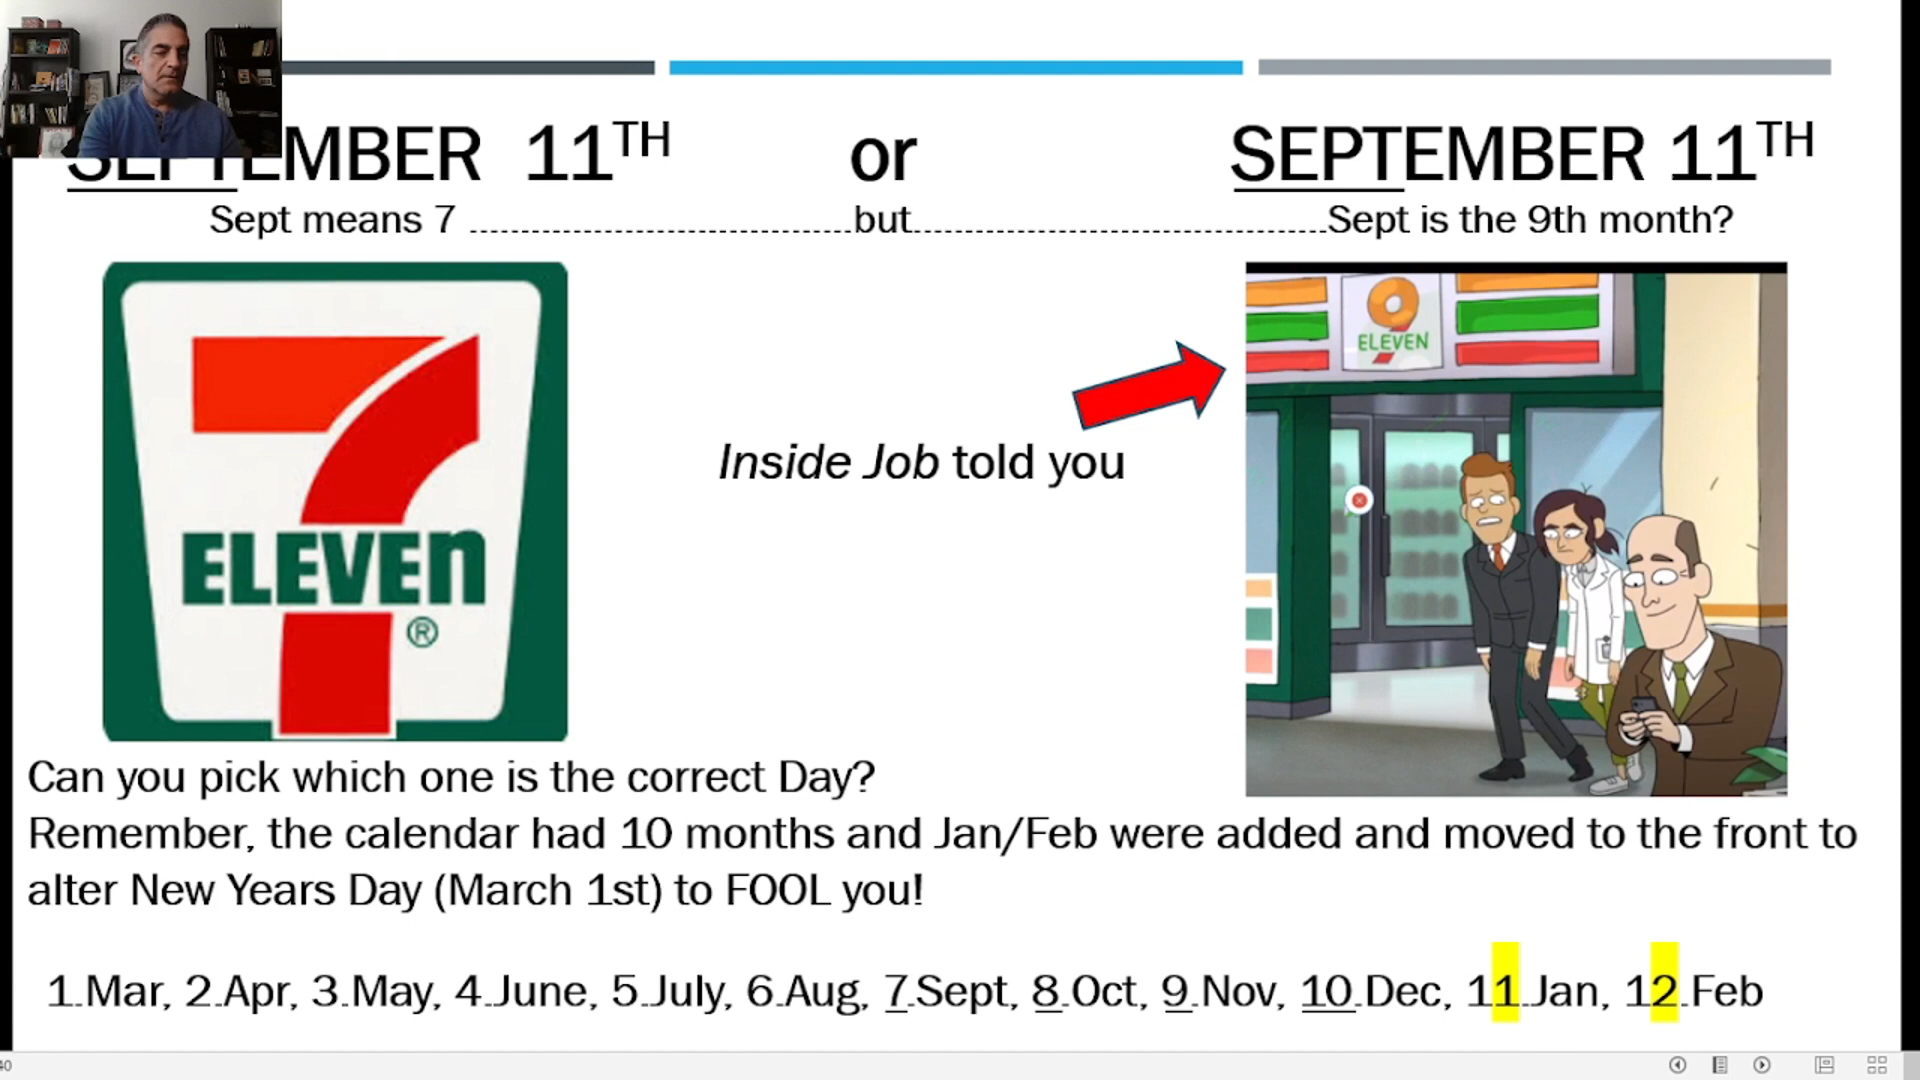 SEPTEMBER 11TH or SEPTEMBER 11TH
Sept means 7 but Sept is the 9th month?
7
ELEVEn
®
9
ELEVEN
Inside Job told you
Can you pick which one is the correct Day?
Remember, the calendar had 10 months and Jan/Feb were added and moved to the front to
alter New Years Day (March 1st) to FOOL you!
1.Mar, 2.Apr, 3.May, 4.June, 5.July, 6.Aug, 7.Sept, 8.Oct, 9.Nov, 10.Dec, 11.Jan, 12.Feb
40